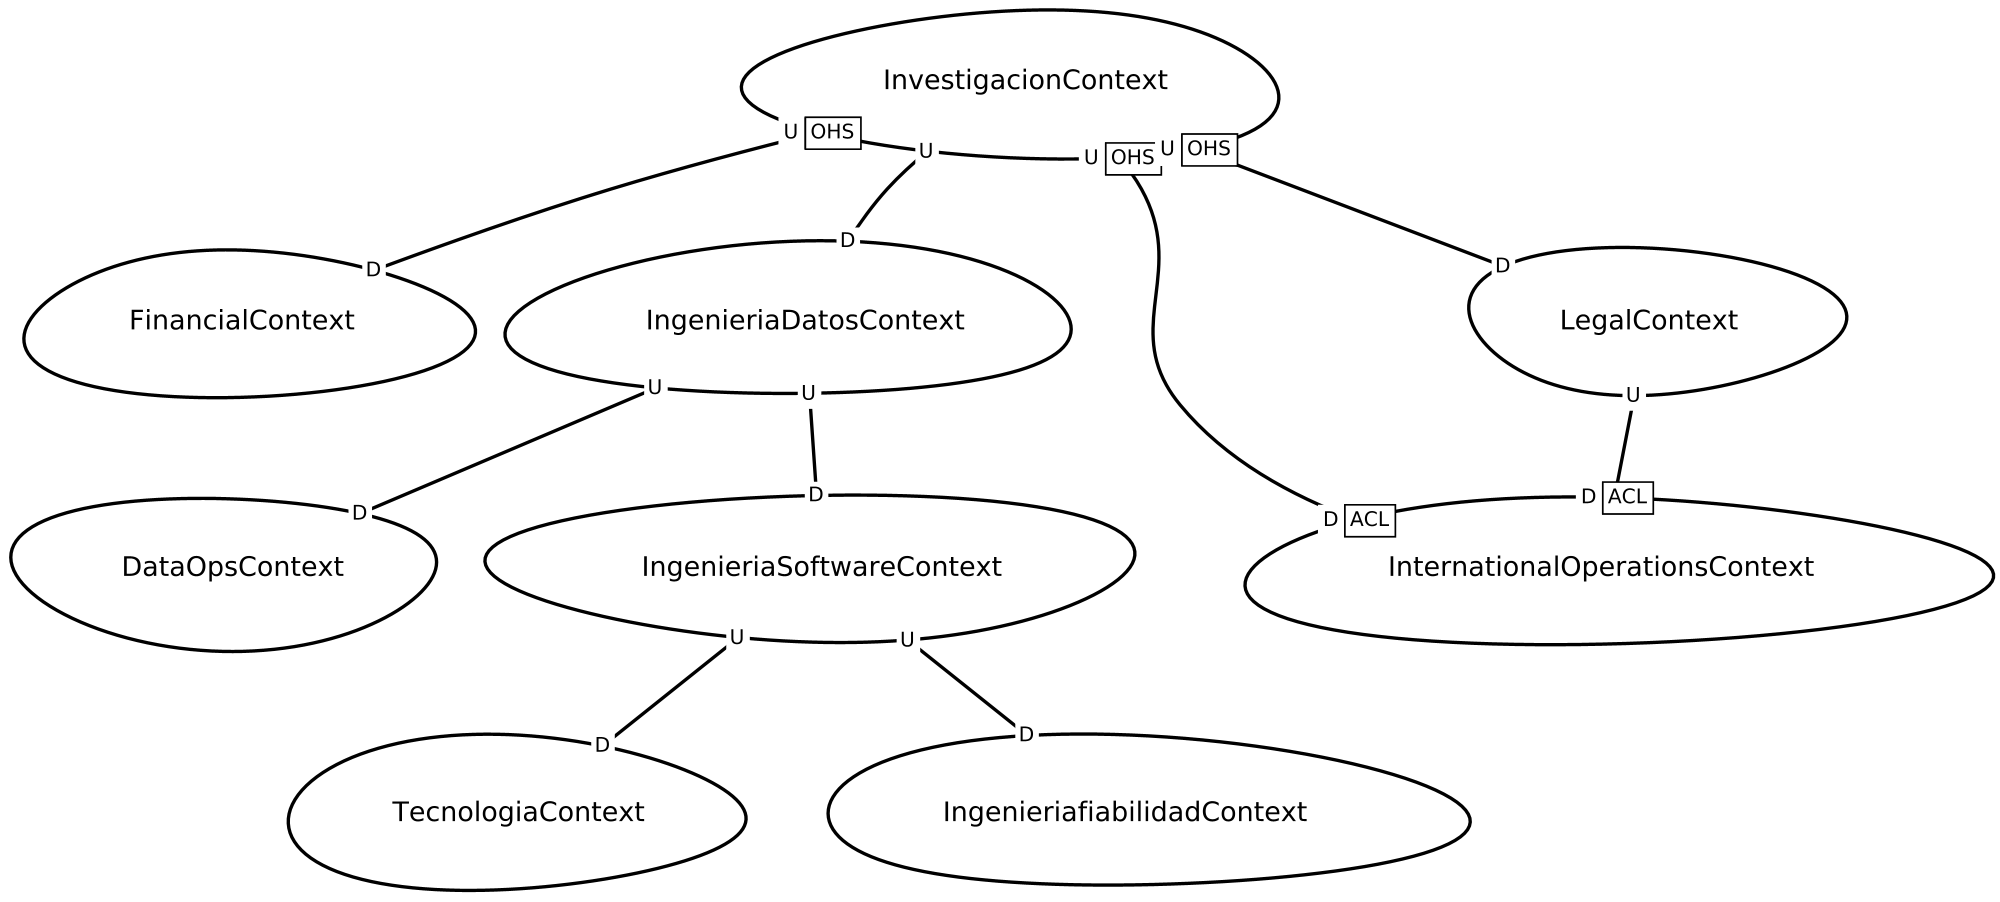 InvestigacionContext
U OHS
U
U OHS
U OHS
D
D
D
FinancialContext
IngenieriaDatosContext
LegalContext
U
U
U
D
D
D ACL
D ACL
DataOpsContext
IngenieriaSoftwareContext
InternationalOperationsContext
U
U
D
D
TecnologiaContext
IngenieriafiabilidadContext